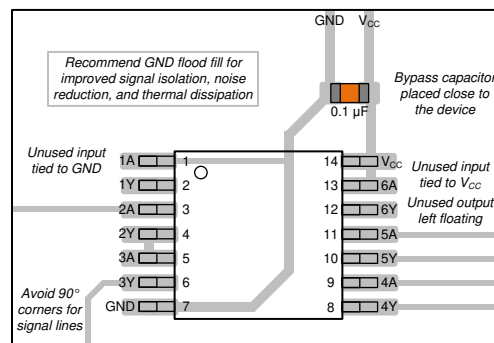 GND VCC
Recommend GND flood fill for
improved signal isolation, noise
reduction, and thermal dissipation
Bypass capacitor
placed close to
the device
0.1 μF
Unused input
tied to GND
1A 1 14 VCC
1Y 2 13 6A
2A 3 12 6Y
2Y 4 11 5A
3A 5 10 5Y
3Y 6 9 4A
GND 7 8 4Y
Unused input
tied to VCC
Unused output
left floating
Avoid 90°
corners for
signal lines